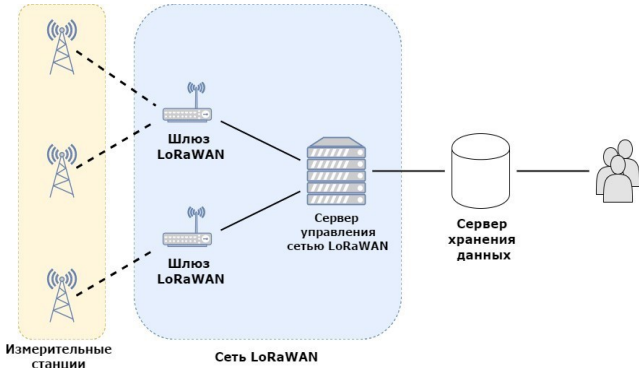 Шлюз
LoRaWAN
Шлюз
LoRaWAN
Сервер
управления
сетью LoRaWAN
Сервер
хранения
данных
Измерительные
станции
Сеть LoRaWAN